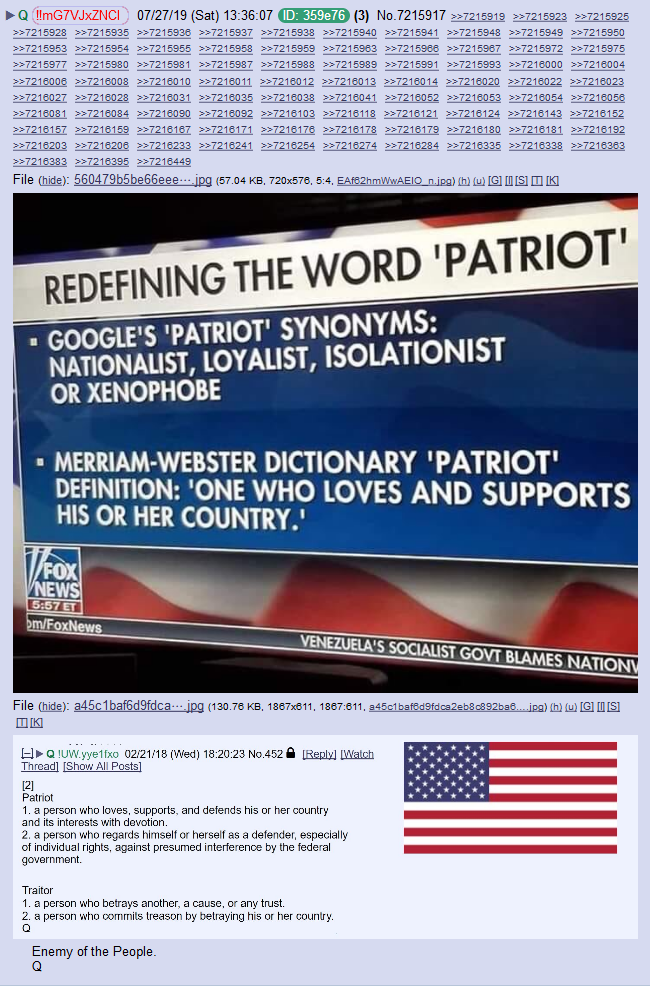 ▶ Q !!mG7VJxZNCI 07/27/19 (Sat) 13:36:07 ID: 359e76 (3) No.7215917 >>7215919 >>7215923 >>7215925
>>7215928 >>7215935 >>7215936 >>7215937 >>7215938 >>7215940 >>7215941 >>7215948 >>7215949 >>7215950
>>7215953 >>7215954 >>7215955 >>7215958 >>7215959 >>7215963 >>7215966 >>7215967 >>7215972 >>7215975
>>7215977 >>7215980 >>7215981 >>7215987 >>7215988 >>7215989 >>7215991 >>7215993 >>7216000 >>7216004
>>7216006 >>7216008 >>7216010 >>7216011 >>7216012 >>7216013 >>7216014 >>7216020 >>7216022 >>7216023
>>7216027 >>7216028 >>7216031 >>7216035 >>7216038 >>7216041 >>7216052 >>7216053 >>7216054 >>7216056
>>7216081 >>7216084 >>7216090 >>7216092 >>7216103 >>7216118 >>7216121 >>7216124 >>7216143 >>7216152
>>7216157 >>7216159 >>7216167 >>7216171 >>7216176 >>7216178 >>7216179 >>7216180 >>7216181 >>7216192
>>7216203 >>7216206 >>7216233 >>7216241 >>7216254 >>7216274 >>7216284 >>7216335 >>7216338 >>7216363
>>7216383 >>7216395 >>7216449
File (hide): 560479b5be66eee⋯.jpg (57.04 KB, 720x576, 5:4, EAf62hmWwAEIO_n.jpg) (h) (u) [G] [I] [S] [T] [K]
REDEFINING THE WORD 'PATRIOT'
▪ GOOGLE'S 'PATRIOT' SYNONYMS:
NATIONALIST, LOYALIST, ISOLATIONIST
OR XENOPHOBE
▪ MERRIAM-WEBSTER DICTIONARY 'PATRIOT'
DEFINITION: 'ONE WHO LOVES AND SUPPORTS
HIS OR HER COUNTRY.'
FOX
NEWS
5:57 ET
om/FoxNews
VENEZUELA'S SOCIALIST GOVT BLAMES NATIONW
File (hide): a45c1baf6d9fdca⋯.jpg (130.76 KB, 1867x611, 1867:611, a45c1baf6d9fdca2eb8c892ba6....jpg) (h) (u) [G] [I] [S]
[T] [K]
[–] ▶ Q !UW.yye1fxo 02/21/18 (Wed) 18:20:23 No.452 [Reply] [Watch
Thread] [Show All Posts]
[2]
Patriot
1. a person who loves, supports, and defends his or her country
and its interests with devotion.
2. a person who regards himself or herself as a defender, especially
of individual rights, against presumed interference by the federal
government.
Traitor
1. a person who betrays another, a cause, or any trust.
2. a person who commits treason by betraying his or her country.
Q
Enemy of the People.
Q